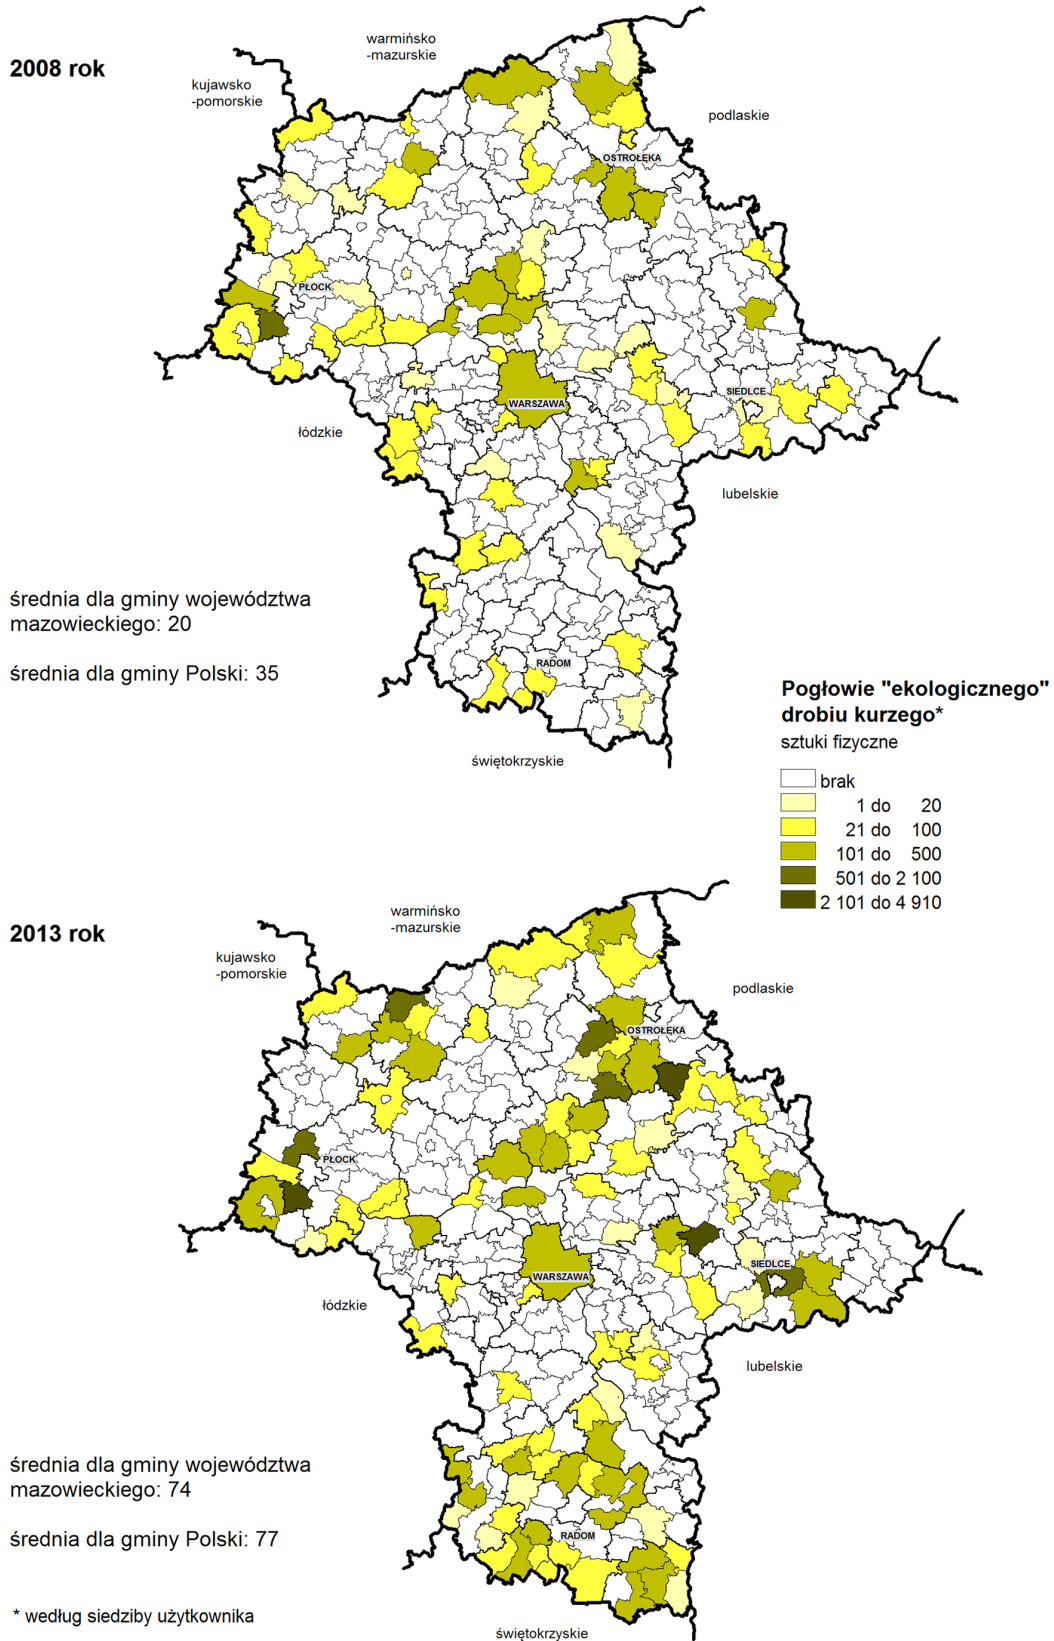 2008 rok
warmińsko
-mazurskie
kujawsko
-pomorskie
podlaskie
OSTROŁĘKA
PŁOCK
SIEDLCE
WARSZAWA
łódzkie
lubelskie
średnia dla gminy województwa
mazowieckiego: 20
średnia dla gminy Polski: 35
RADOM
świętokrzyskie
Pogłowie "ekologicznego"
drobiu kurzego*
sztuki fizyczne
brak
1 do 20
21 do 100
101 do 500
501 do 2 100
2 101 do 4 910
2013 rok
warmińsko
-mazurskie
kujawsko
-pomorskie
podlaskie
OSTROŁĘKA
PŁOCK
SIEDLCE
WARSZAWA
łódzkie
lubelskie
średnia dla gminy województwa
mazowieckiego: 74
średnia dla gminy Polski: 77
RADOM
* według siedziby użytkownika
świętokrzyskie